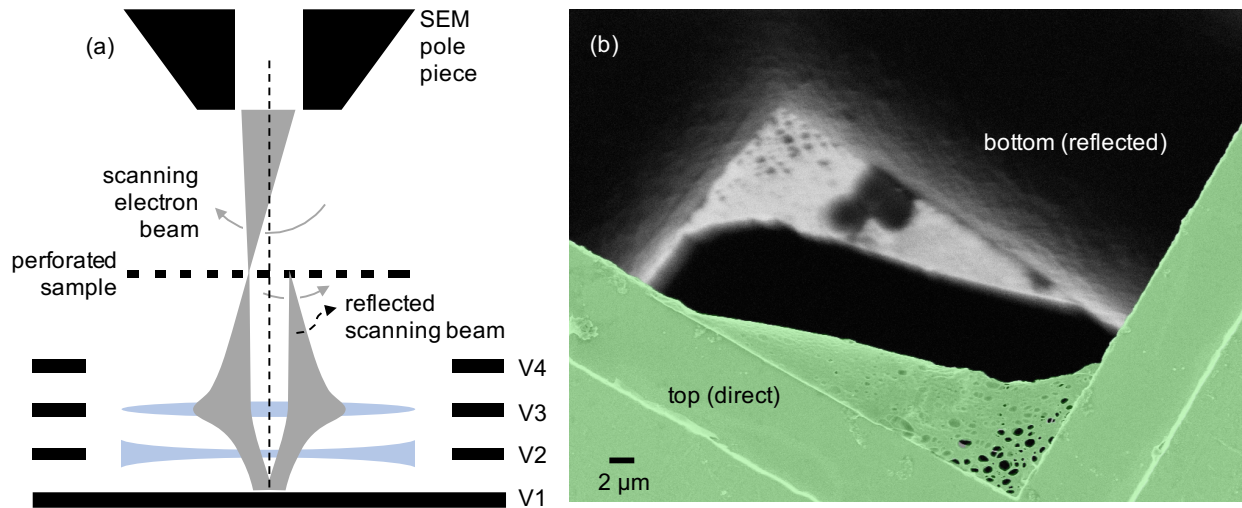 (a)
SEM
pole
piece
scanning
electron
beam
perforated
sample
reflected
scanning beam
V4
V3
V2
V1
(b)
bottom (reflected)
top (direct)
2 μm